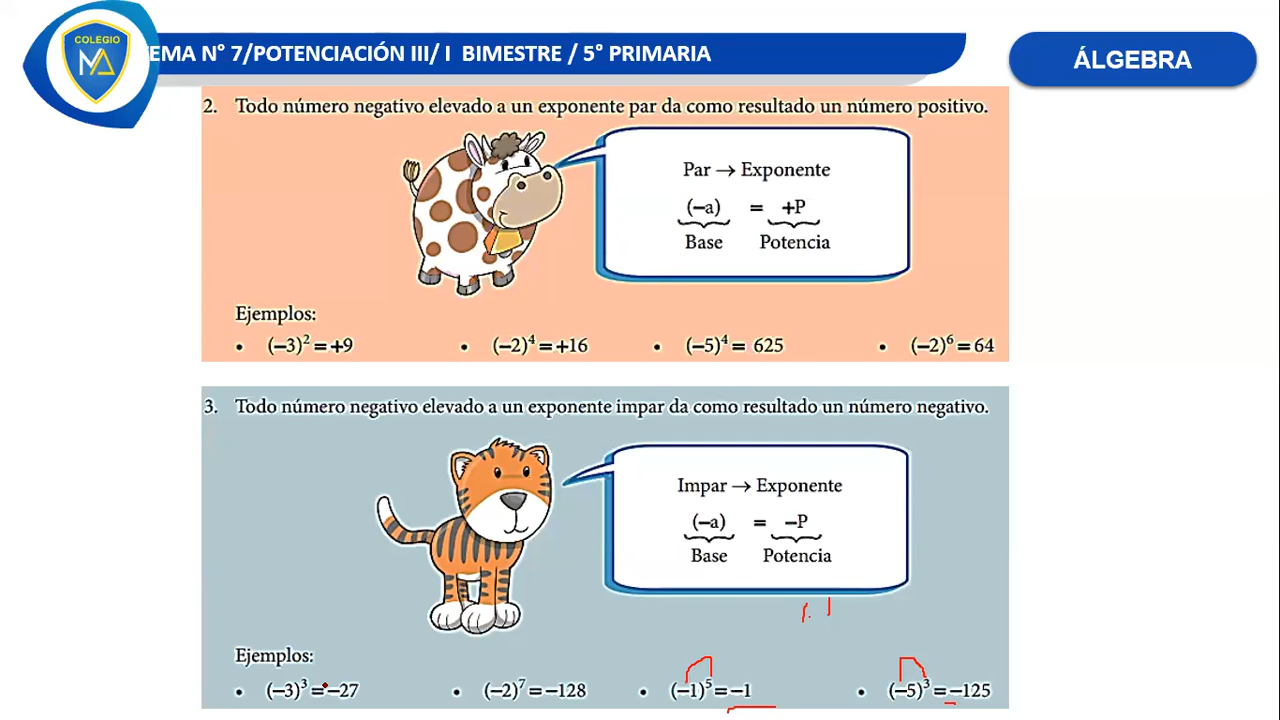 COLEGIO
MA
EMA N° 7/POTENCIACIÓN III/ I BIMESTRE / 5° PRIMARIA
ÁLGEBRA
2. Todo número negativo elevado a un exponente par da como resultado un número positivo.
Par → Exponente
(−a) = +P
Base Potencia
Ejemplos:
• (−3)² = +9 • (−2)⁴ = +16 • (−5)⁴ = 625 • (−2)⁶ = 64
3. Todo número negativo elevado a un exponente impar da como resultado un número negativo.
Impar → Exponente
(−a) = −P
Base Potencia
Ejemplos:
• (−3)³ = −27 • (−2)⁷ = −128 • (−1)⁵ = −1 • (−5)³ = −125